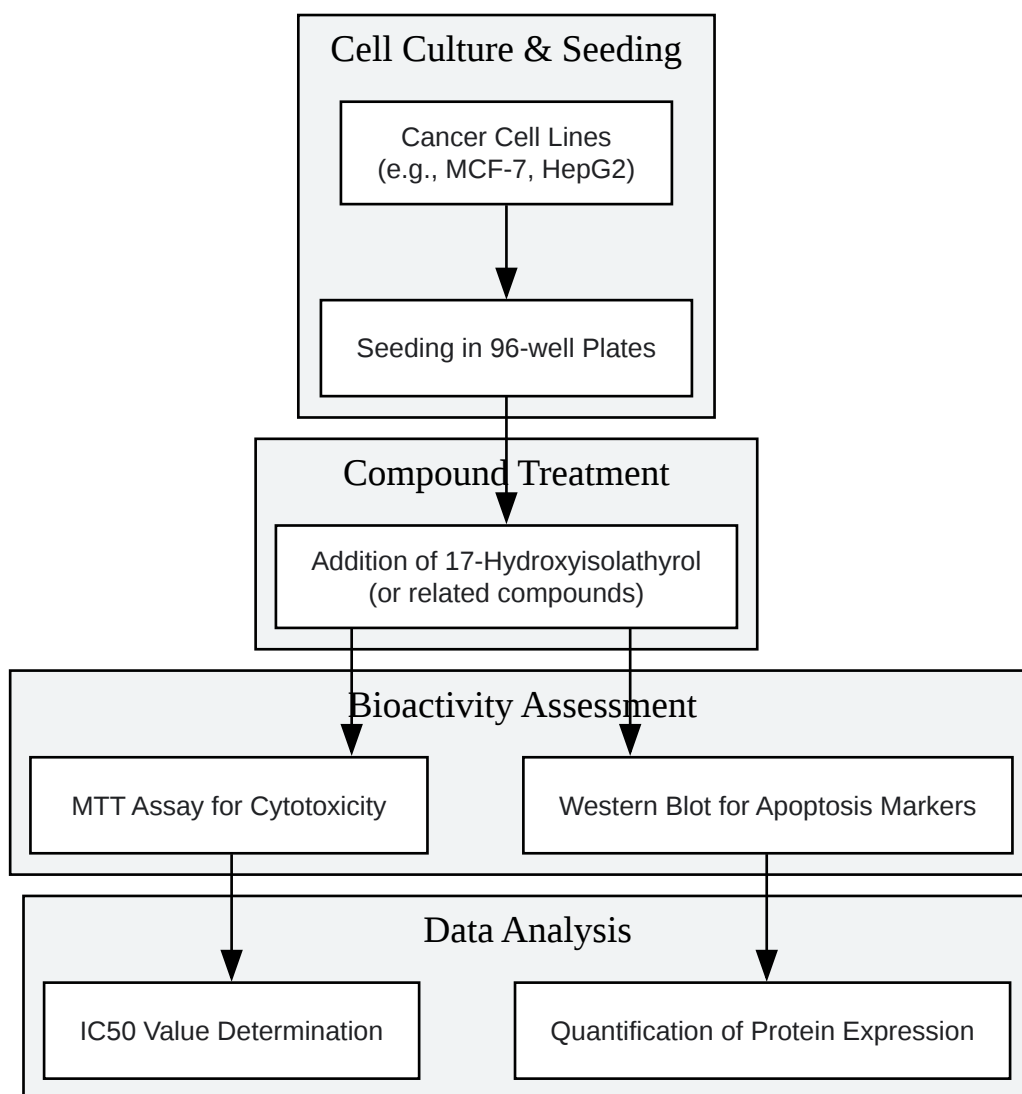 Cell Culture & Seeding
Cancer Cell Lines
(e.g., MCF-7, HepG2)
Seeding in 96-well Plates
Compound Treatment
Addition of 17-Hydroxyisolathyrol
(or related compounds)
Bioactivity Assessment
MTT Assay for Cytotoxicity
Western Blot for Apoptosis Markers
Data Analysis
IC50 Value Determination
Quantification of Protein Expression